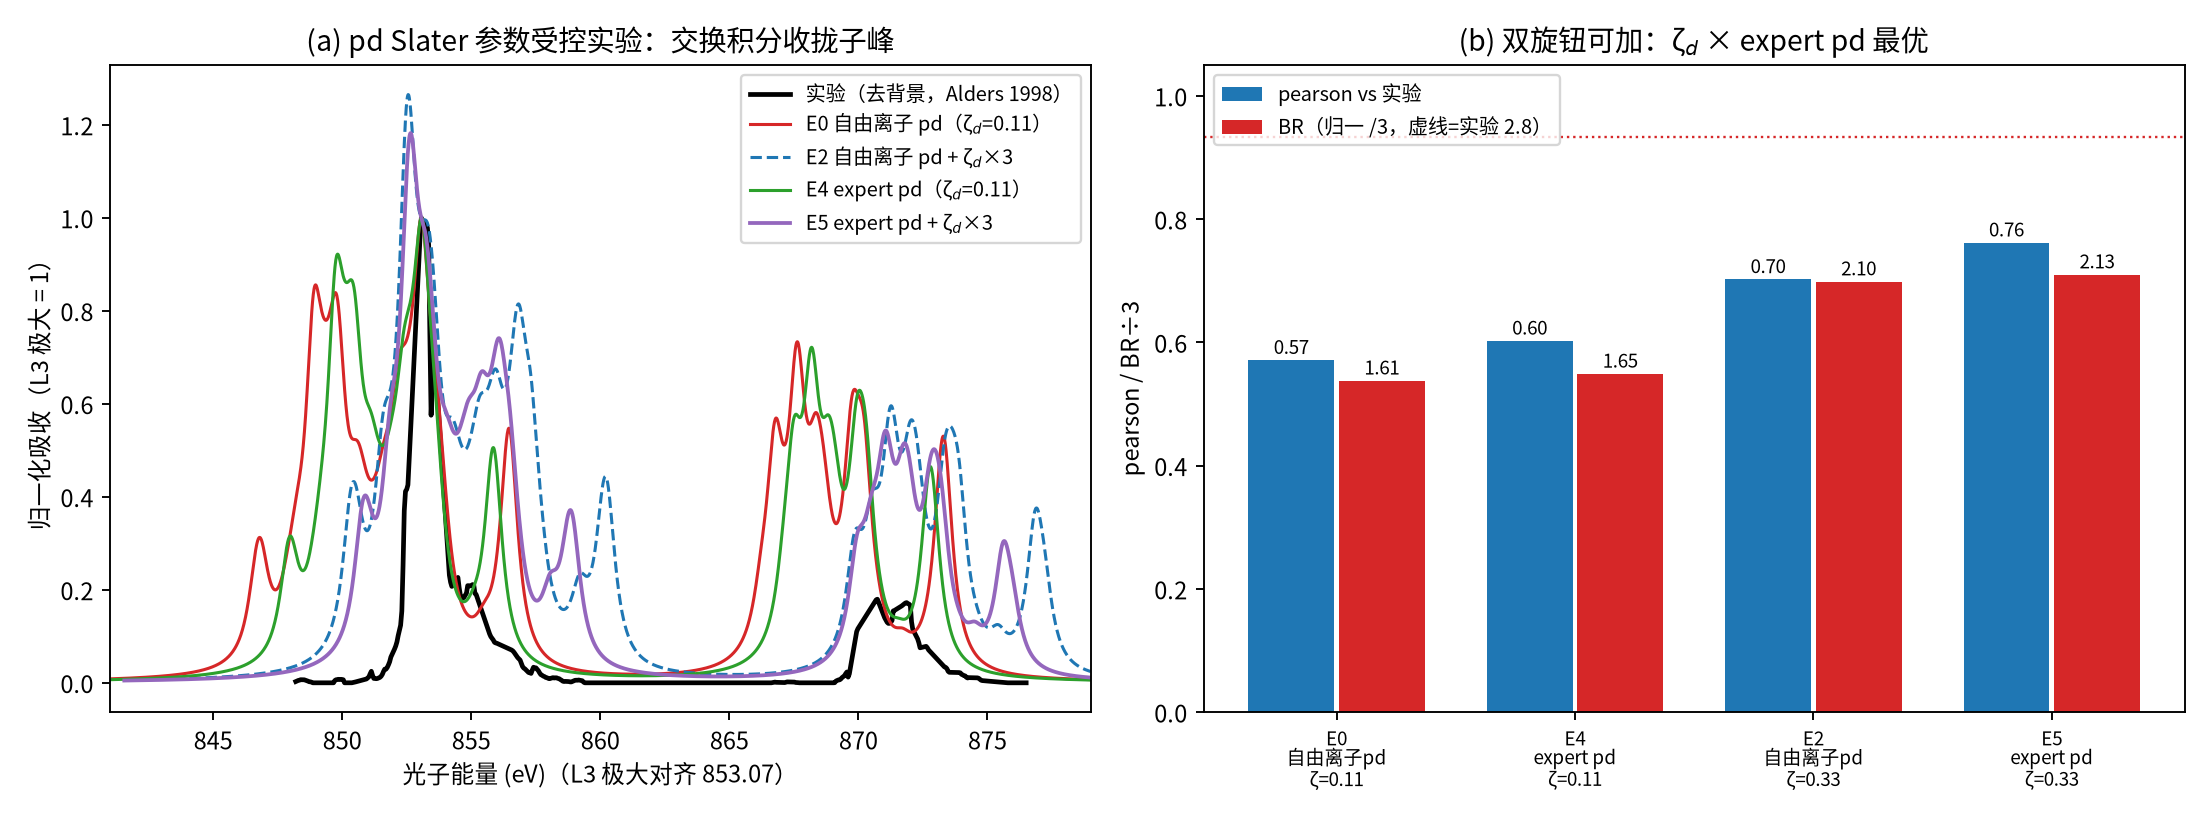 (a) pd Slater 参数受控实验：交换积分收拢子峰
归一化吸收（L3 极大 = 1）
1.2
1.0
0.8
0.6
0.4
0.2
0.0
实验（去背景，Alders 1998）
E0 自由离子 pd（ζd=0.11）
E2 自由离子 pd + ζd×3
E4 expert pd（ζd=0.11）
E5 expert pd + ζd×3
845 850 855 860 865 870 875
光子能量 (eV)（L3 极大对齐 853.07）
(b) 双旋钮可加：ζd × expert pd 最优
pearson / BR÷3
1.0
0.8
0.6
0.4
0.2
0.0
pearson vs 实验
BR（归一 /3，虚线=实验 2.8）
0.57 1.61 0.60 1.65 0.70 2.10 0.76 2.13
E0
自由离子pd
ζ=0.11
E4
expert pd
ζ=0.11
E2
自由离子pd
ζ=0.33
E5
expert pd
ζ=0.33